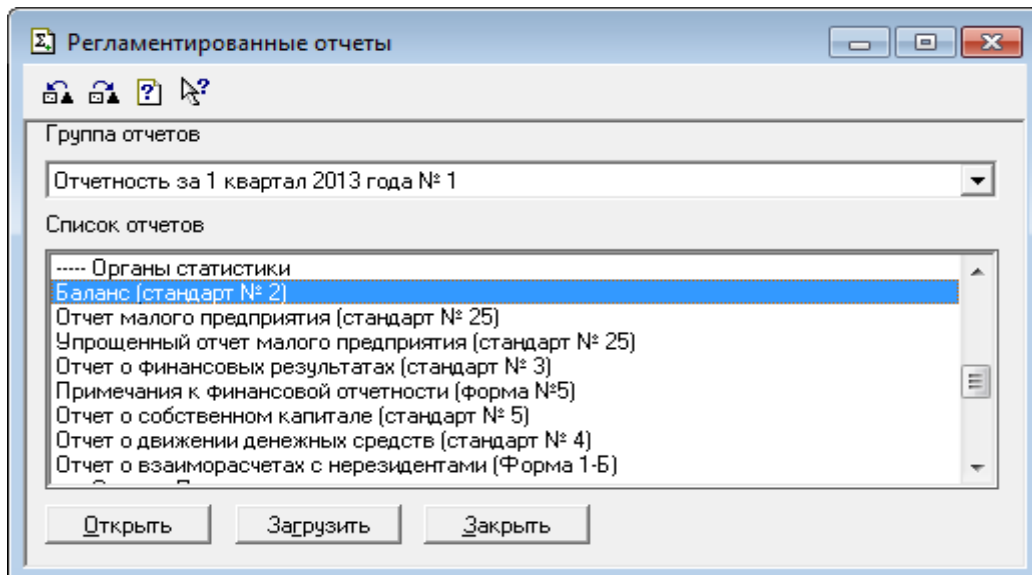 Регламентированные отчеты
Группа отчетов
Отчетность за 1 квартал 2013 года № 1
Список отчетов
----- Органы статистики
Баланс (стандарт № 2)
Отчет малого предприятия (стандарт № 25)
Упрощенный отчет малого предприятия (стандарт № 25)
Отчет о финансовых результатах (стандарт № 3)
Примечания к финансовой отчетности (форма №5)
Отчет о собственном капитале (стандарт № 5)
Отчет о движении денежных средств (стандарт № 4)
Отчет о взаиморасчетах с нерезидентами (Форма 1-Б)
Открыть Загрузить Закрыть